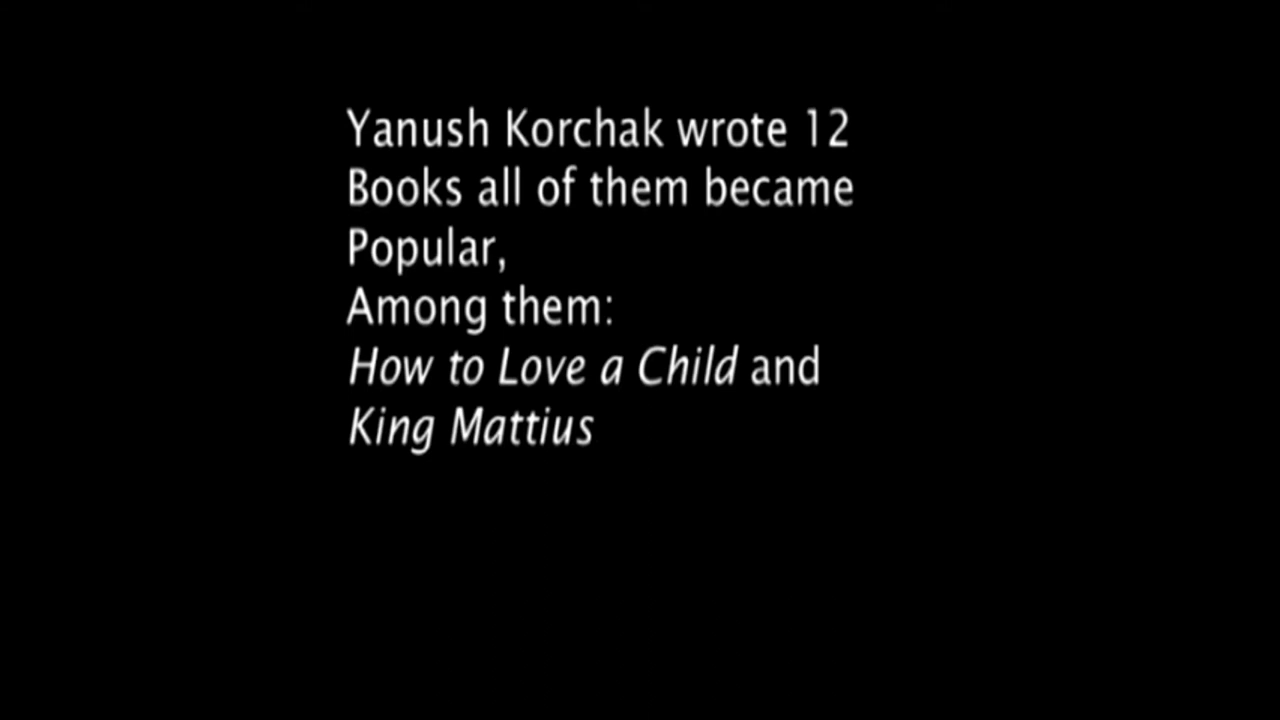 Yanush Korchak wrote 12
Books all of them became
Popular,
Among them:
How to Love a Child and
King Mattius